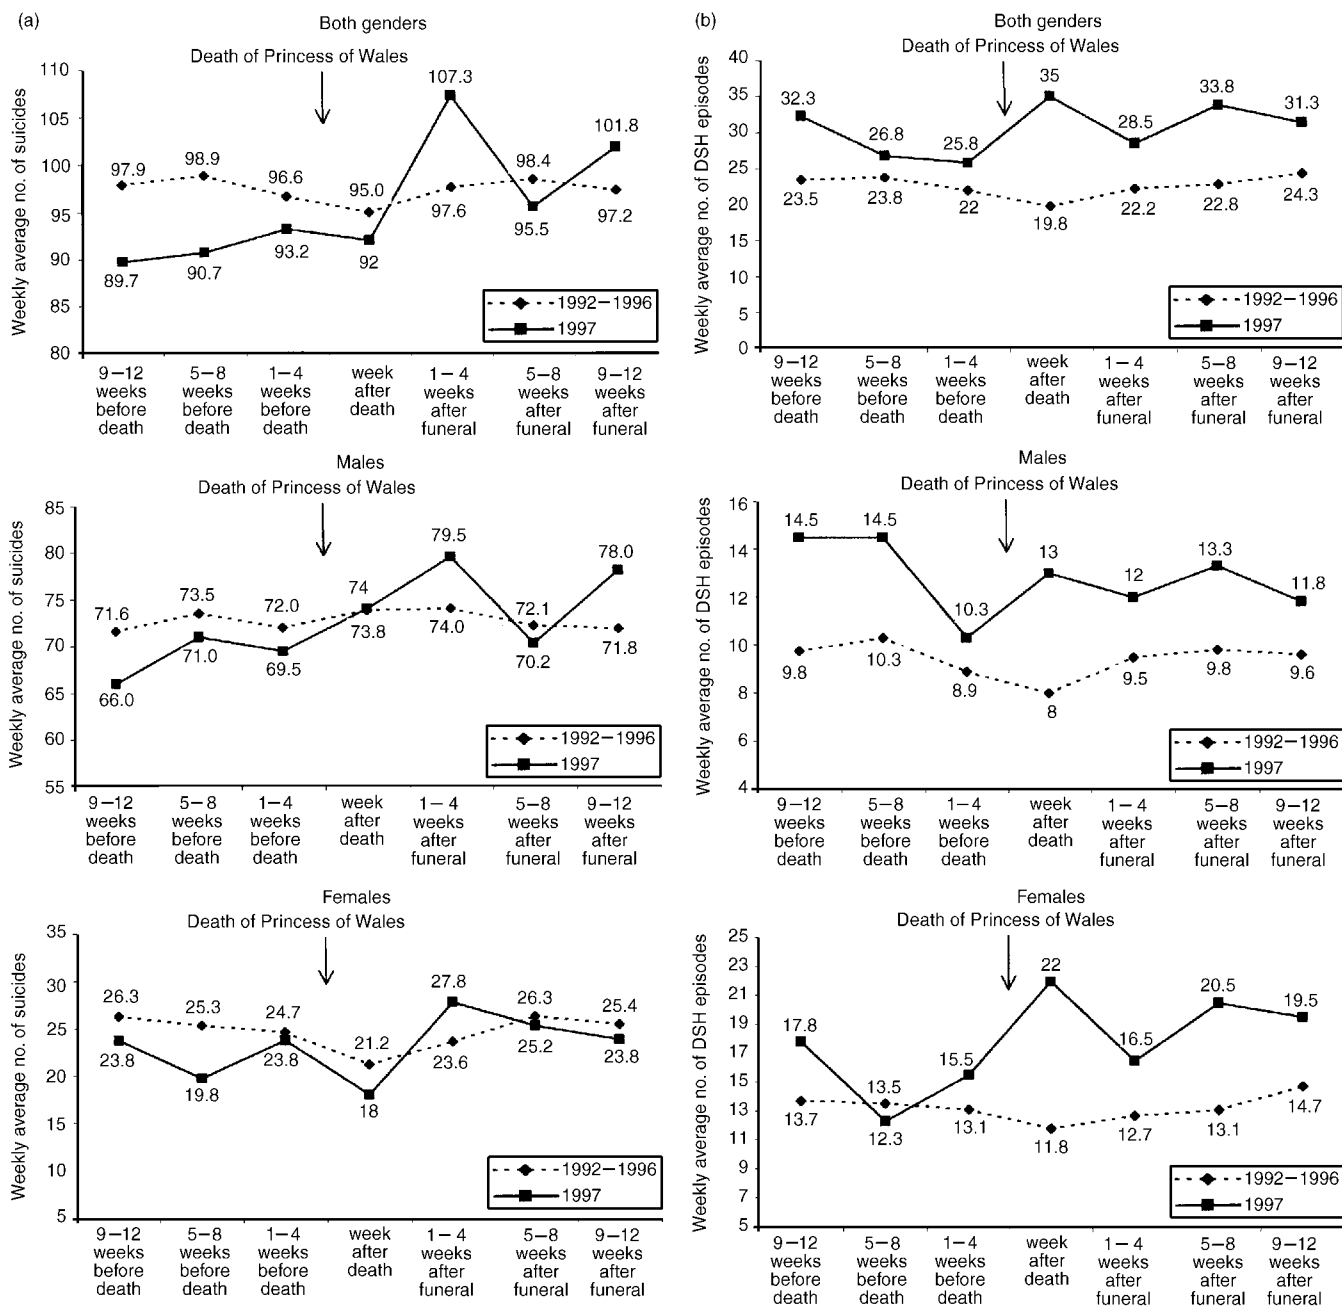 (a)
Both genders
Death of Princess of Wales
Weekly average no. of suicides
110
105
100
95
90
85
80
97.9
98.9
96.6
95.0
97.6
98.4
97.2
89.7
90.7
93.2
92
107.3
95.5
101.8
1992–1996
1997
9–12 weeks before death
5–8 weeks before death
1–4 weeks before death
week after death
1–4 weeks after funeral
5–8 weeks after funeral
9–12 weeks after funeral
Males
Death of Princess of Wales
Weekly average no. of suicides
85
80
75
70
65
60
55
71.6
73.5
72.0
73.8
74.0
72.1
71.8
66.0
71.0
69.5
74
79.5
70.2
78.0
1992–1996
1997
9–12 weeks before death
5–8 weeks before death
1–4 weeks before death
week after death
1–4 weeks after funeral
5–8 weeks after funeral
9–12 weeks after funeral
Females
Death of Princess of Wales
Weekly average no. of suicides
35
30
25
20
15
10
5
26.3
25.3
24.7
21.2
23.6
26.3
25.4
23.8
19.8
23.8
18
27.8
25.2
23.8
1992–1996
1997
9–12 weeks before death
5–8 weeks before death
1–4 weeks before death
week after death
1–4 weeks after funeral
5–8 weeks after funeral
9–12 weeks after funeral
(b)
Both genders
Death of Princess of Wales
Weekly average no. of DSH episodes
40
35
30
25
20
15
10
5
0
32.3
26.8
25.8
35
28.5
33.8
31.3
23.5
23.8
22
19.8
22.2
22.8
24.3
1992–1996
1997
9–12 weeks before death
5–8 weeks before death
1–4 weeks before death
week after death
1–4 weeks after funeral
5–8 weeks after funeral
9–12 weeks after funeral
Males
Death of Princess of Wales
Weekly average no. of DSH episodes
16
14
12
10
8
6
4
14.5
14.5
10.3
13
12
13.3
11.8
9.8
10.3
8.9
8
9.5
9.8
9.6
1992–1996
1997
9–12 weeks before death
5–8 weeks before death
1–4 weeks before death
week after death
1–4 weeks after funeral
5–8 weeks after funeral
9–12 weeks after funeral
Females
Death of Princess of Wales
Weekly average no. of DSH episodes
25
23
21
19
17
15
13
11
9
7
5
17.8
13.5
15.5
22
16.5
20.5
19.5
13.7
12.3
13.1
11.8
12.7
13.1
14.7
1992–1996
1997
9–12 weeks before death
5–8 weeks before death
1–4 weeks before death
week after death
1–4 weeks after funeral
5–8 weeks after funeral
9–12 weeks after funeral